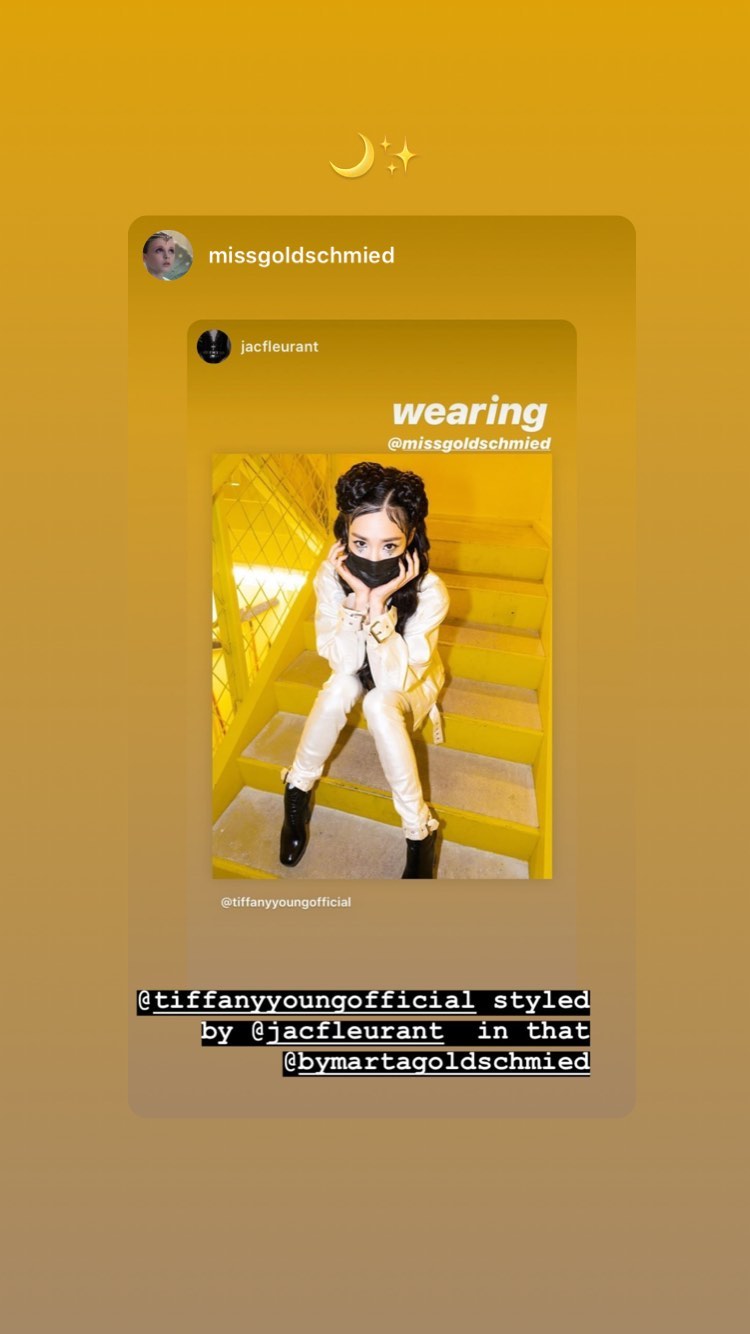 missgoldschmied
jacfleurant
wearing
@missgoldschmied
@tiffanyyoungofficial
@tiffanyyoungofficial styled
by @jacfleurant in that
@bymartagoldschmied